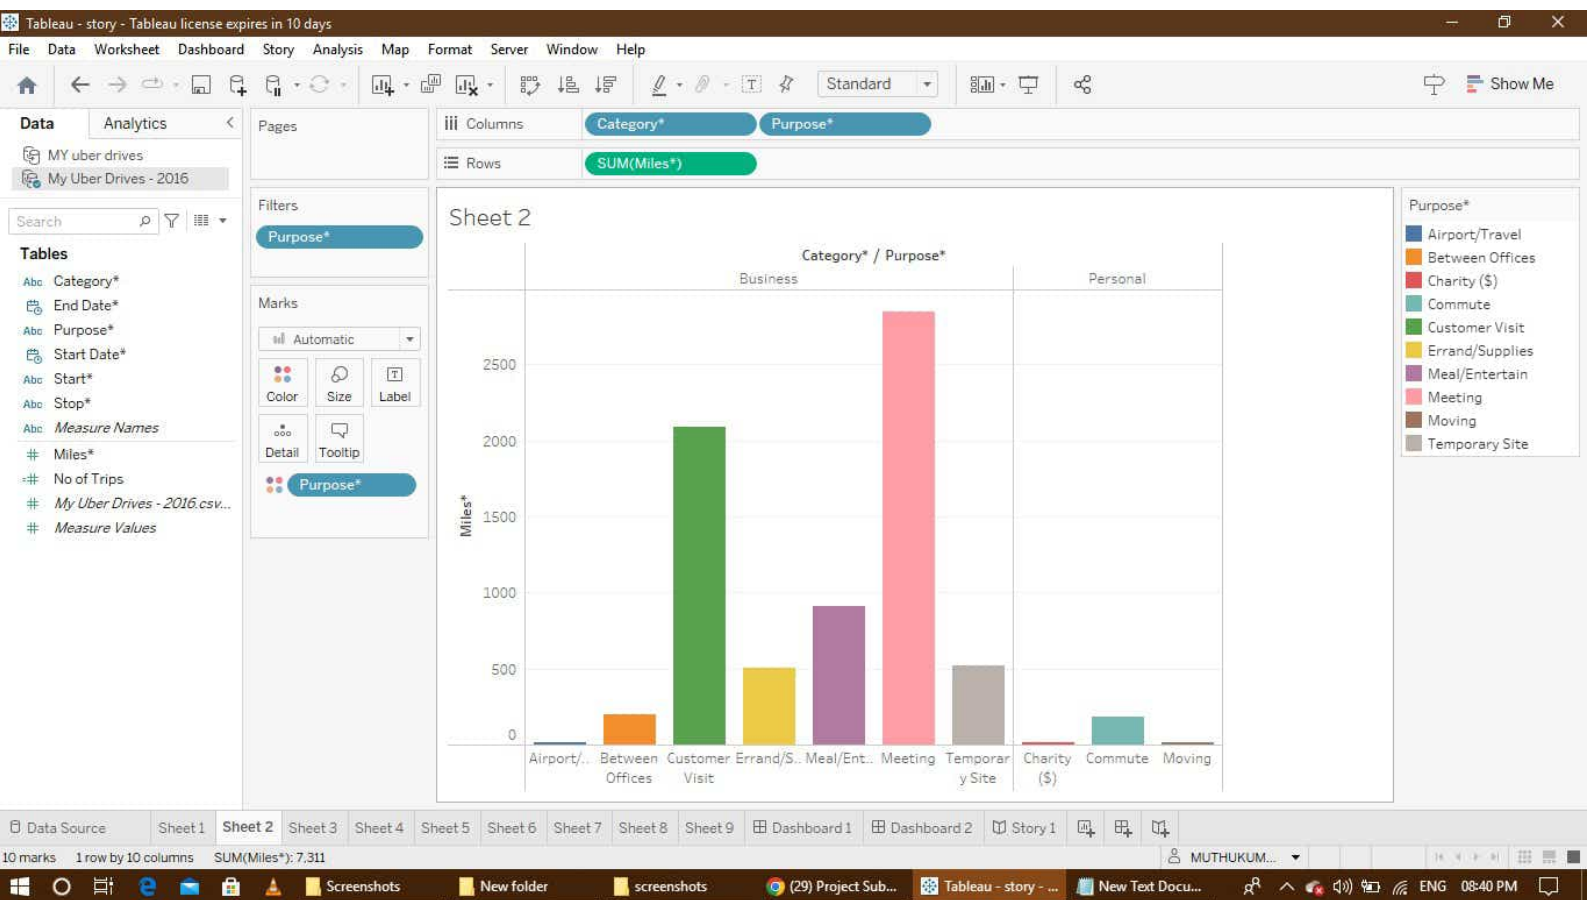 Tableau - story - Tableau license expires in 10 days
File Data Worksheet Dashboard Story Analysis Map Format Server Window Help
Standard
Show Me
Data Analytics
MY uber drives
My Uber Drives - 2016
Search
Tables
Abc Category*
End Date*
Abc Purpose*
Start Date*
Abc Start*
Abc Stop*
Abc Measure Names
# Miles*
=# No of Trips
# My Uber Drives - 2016.csv...
# Measure Values
Pages
Filters
Purpose*
Marks
Automatic
Color Size Label
Detail Tooltip
Purpose*
Columns Category* Purpose*
Rows SUM(Miles*)
Sheet 2
Category* / Purpose*
Business Personal
Miles*
2500
2000
1500
1000
500
0
Airport/.. Between Customer Errand/S.. Meal/Ent.. Meeting Temporar Charity Commute Moving
Offices Visit y Site ($)
Purpose*
Airport/Travel
Between Offices
Charity ($)
Commute
Customer Visit
Errand/Supplies
Meal/Entertain
Meeting
Moving
Temporary Site
Data Source Sheet 1 Sheet 2 Sheet 3 Sheet 4 Sheet 5 Sheet 6 Sheet 7 Sheet 8 Sheet 9 Dashboard 1 Dashboard 2 Story 1
10 marks 1 row by 10 columns SUM(Miles*): 7,311 MUTHUKUM...
Screenshots New folder screenshots (29) Project Sub... Tableau - story - ... New Text Docu... ENG 08:40 PM